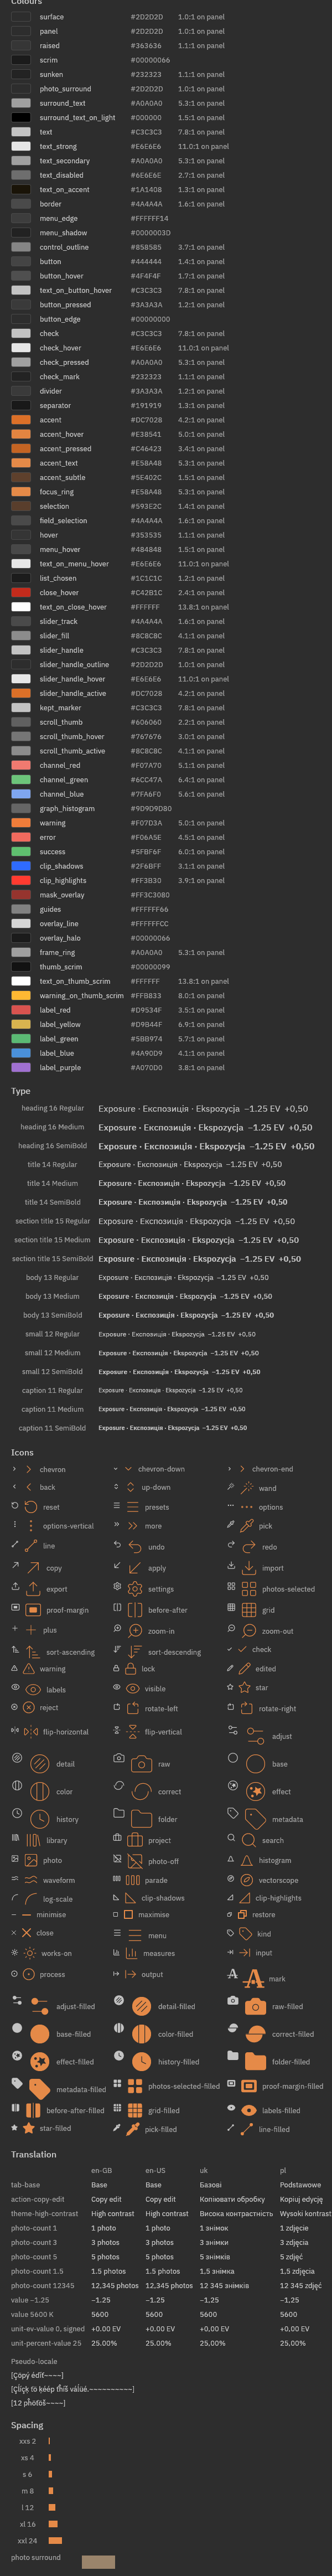 Colours
surface #2D2D2D 1.0:1 on panel
panel #2D2D2D 1.0:1 on panel
raised #363636 1.1:1 on panel
scrim #00000066
sunken #232323 1.1:1 on panel
photo_surround #2D2D2D 1.0:1 on panel
surround_text #A0A0A0 5.3:1 on panel
surround_text_on_light #000000 1.5:1 on panel
text #C3C3C3 7.8:1 on panel
text_strong #E6E6E6 11.0:1 on panel
text_secondary #A0A0A0 5.3:1 on panel
text_disabled #6E6E6E 2.7:1 on panel
text_on_accent #1A1408 1.3:1 on panel
border #4A4A4A 1.6:1 on panel
menu_edge #FFFFFF14
menu_shadow #0000003D
control_outline #858585 3.7:1 on panel
button #444444 1.4:1 on panel
button_hover #4F4F4F 1.7:1 on panel
text_on_button_hover #C3C3C3 7.8:1 on panel
button_pressed #3A3A3A 1.2:1 on panel
button_edge #00000000
check #C3C3C3 7.8:1 on panel
check_hover #E6E6E6 11.0:1 on panel
check_pressed #A0A0A0 5.3:1 on panel
check_mark #232323 1.1:1 on panel
divider #3A3A3A 1.2:1 on panel
separator #191919 1.3:1 on panel
accent #DC7028 4.2:1 on panel
accent_hover #E38541 5.0:1 on panel
accent_pressed #C46423 3.4:1 on panel
accent_text #E58A48 5.3:1 on panel
accent_subtle #5E402C 1.5:1 on panel
focus_ring #E58A48 5.3:1 on panel
selection #593E2C 1.4:1 on panel
field_selection #4A4A4A 1.6:1 on panel
hover #353535 1.1:1 on panel
menu_hover #484848 1.5:1 on panel
text_on_menu_hover #E6E6E6 11.0:1 on panel
list_chosen #1C1C1C 1.2:1 on panel
close_hover #C42B1C 2.4:1 on panel
text_on_close_hover #FFFFFF 13.8:1 on panel
slider_track #4A4A4A 1.6:1 on panel
slider_fill #8C8C8C 4.1:1 on panel
slider_handle #C3C3C3 7.8:1 on panel
slider_handle_outline #2D2D2D 1.0:1 on panel
slider_handle_hover #E6E6E6 11.0:1 on panel
slider_handle_active #DC7028 4.2:1 on panel
kept_marker #C3C3C3 7.8:1 on panel
scroll_thumb #606060 2.2:1 on panel
scroll_thumb_hover #767676 3.0:1 on panel
scroll_thumb_active #8C8C8C 4.1:1 on panel
channel_red #F07A70 5.1:1 on panel
channel_green #6CC47A 6.4:1 on panel
channel_blue #7FA6F0 5.6:1 on panel
graph_histogram #9D9D9D80
warning #F07D3A 5.0:1 on panel
error #F06A5E 4.5:1 on panel
success #5FBF6F 6.0:1 on panel
clip_shadows #2F6BFF 3.1:1 on panel
clip_highlights #FF3B30 3.9:1 on panel
mask_overlay #FF3C3080
guides #FFFFFF66
overlay_line #FFFFFFCC
overlay_halo #00000066
frame_ring #A0A0A0 5.3:1 on panel
thumb_scrim #00000099
text_on_thumb_scrim #FFFFFF 13.8:1 on panel
warning_on_thumb_scrim #FFB833 8.0:1 on panel
label_red #D9534F 3.5:1 on panel
label_yellow #D9B44F 6.9:1 on panel
label_green #5BB974 5.7:1 on panel
label_blue #4A90D9 4.1:1 on panel
label_purple #A070D0 3.8:1 on panel
Type
heading 16 Regular Exposure · Експозиція · Ekspozycja −1.25 EV +0,50
heading 16 Medium Exposure · Експозиція · Ekspozycja −1.25 EV +0,50
heading 16 SemiBold Exposure · Експозиція · Ekspozycja −1.25 EV +0,50
title 14 Regular Exposure · Експозиція · Ekspozycja −1.25 EV +0,50
title 14 Medium Exposure · Експозиція · Ekspozycja −1.25 EV +0,50
title 14 SemiBold Exposure · Експозиція · Ekspozycja −1.25 EV +0,50
section title 15 Regular Exposure · Експозиція · Ekspozycja −1.25 EV +0,50
section title 15 Medium Exposure · Експозиція · Ekspozycja −1.25 EV +0,50
section title 15 SemiBold Exposure · Експозиція · Ekspozycja −1.25 EV +0,50
body 13 Regular Exposure · Експозиція · Ekspozycja −1.25 EV +0,50
body 13 Medium Exposure · Експозиція · Ekspozycja −1.25 EV +0,50
body 13 SemiBold Exposure · Експозиція · Ekspozycja −1.25 EV +0,50
small 12 Regular Exposure · Експозиція · Ekspozycja −1.25 EV +0,50
small 12 Medium Exposure · Експозиція · Ekspozycja −1.25 EV +0,50
small 12 SemiBold Exposure · Експозиція · Ekspozycja −1.25 EV +0,50
caption 11 Regular Exposure · Експозиція · Ekspozycja −1.25 EV +0,50
caption 11 Medium Exposure · Експозиція · Ekspozycja −1.25 EV +0,50
caption 11 SemiBold Exposure · Експозиція · Ekspozycja −1.25 EV +0,50
Icons
chevron chevron-down chevron-end
back up-down wand
reset presets options
options-vertical more pick
line undo redo
copy apply import
export settings photos-selected
proof-margin before-after grid
plus zoom-in zoom-out
sort-ascending sort-descending check
warning lock edited
labels visible star
reject rotate-left rotate-right
flip-horizontal flip-vertical adjust
detail raw base
color correct effect
history folder metadata
library project search
photo photo-off histogram
waveform parade vectorscope
log-scale clip-shadows clip-highlights
minimise maximise restore
close menu kind
works-on measures input
process output mark
adjust-filled detail-filled raw-filled
base-filled color-filled correct-filled
effect-filled history-filled folder-filled
metadata-filled photos-selected-filled proof-margin-filled
before-after-filled grid-filled labels-filled
star-filled pick-filled line-filled
Translation
en-GB en-US uk pl
tab-base Base Base Базові Podstawowe
action-copy-edit Copy edit Copy edit Копіювати обробку Kopiuj edycję
theme-high-contrast High contrast High contrast Висока контрастність Wysoki kontrast
photo-count 1 1 photo 1 photo 1 знімок 1 zdjęcie
photo-count 3 3 photos 3 photos 3 знімки 3 zdjęcia
photo-count 5 5 photos 5 photos 5 знімків 5 zdjęć
photo-count 1.5 1.5 photos 1.5 photos 1,5 знімка 1,5 zdjęcia
photo-count 12345 12,345 photos 12,345 photos 12 345 знімків 12 345 zdjęć
value −1.25 −1.25 −1.25 −1,25 −1,25
value 5600 K 5600 5600 5600 5600
unit-ev-value 0, signed +0.00 EV +0.00 EV +0,00 EV +0,00 EV
unit-percent-value 25 25.00% 25.00% 25,00% 25,00%
Pseudo-locale
[Çöpý éðíţ~~~~]
[12 þĥöţöš~~~~]
Spacing
xxs 2
xs 4
s 6
m 8
l 12
xl 16
xxl 24
photo surround